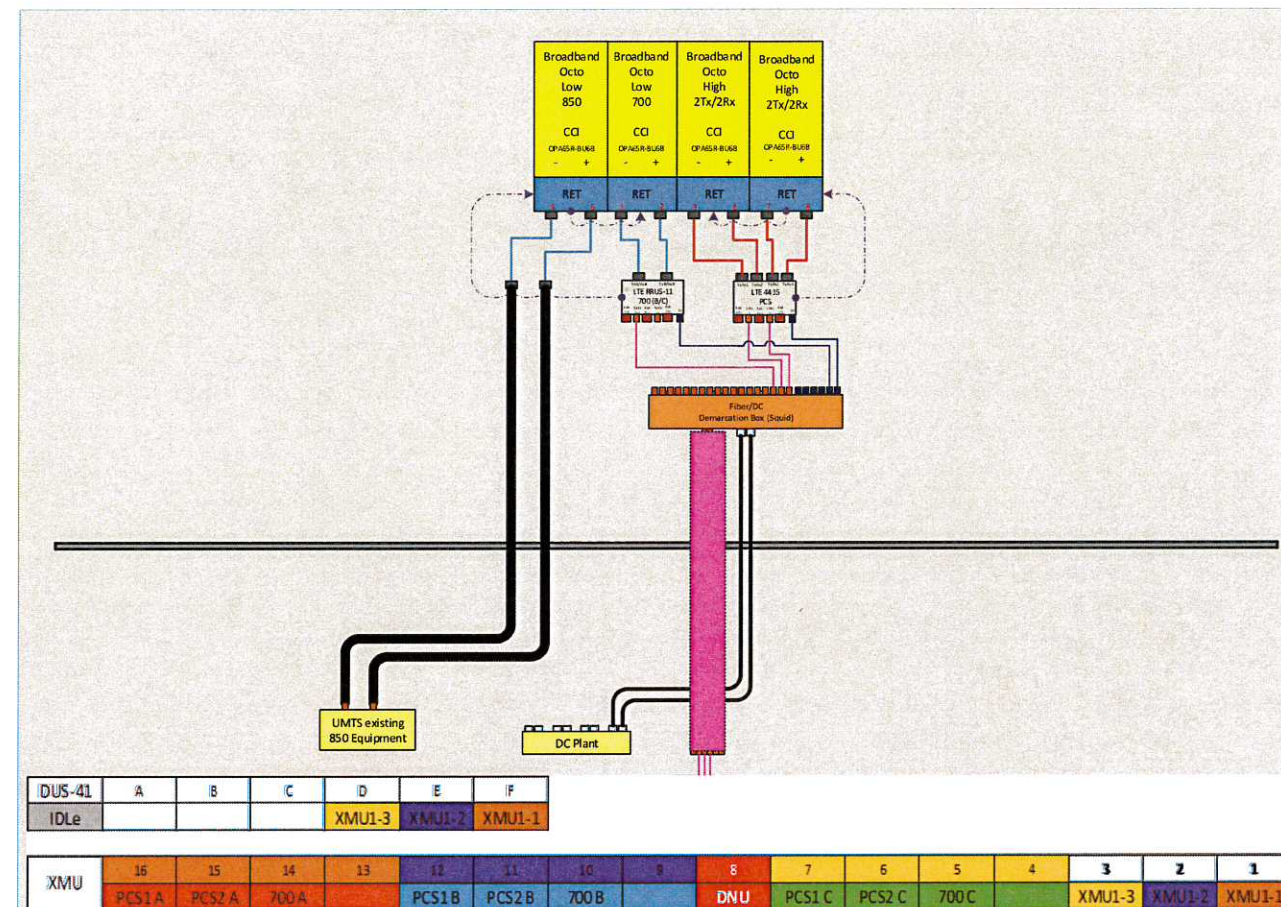 Broadband Octo Low 850
CCI
OPA65R-BU6B
- +
Broadband Octo Low 700
CCI
OPA65R-BU6B
- +
Broadband Octo High 2Tx/2Rx
CCI
OPA65R-BU6B
- +
Broadband Octo High 2Tx/2Rx
CCI
OPA65R-BU6B
- +
RET RET RET RET
LTE RRUS-11
700 (B/C)
LTE 4415
PCS
Fiber/DC
Demarcation Box (Squid)
UMTS existing
850 Equipment
DC Plant
DUS-41 A B C D E F
IDLe XMU1-3 XMU1-2 XMU1-1
XMU 16 15 14 13 12 11 10 9 8 7 6 5 4 3 2 1
PCS1 A PCS2 A 700 A PCS1 B PCS2 B 700 B DNU PCS1 C PCS2 C 700 C XMU1-3 XMU1-2 XMU1-1